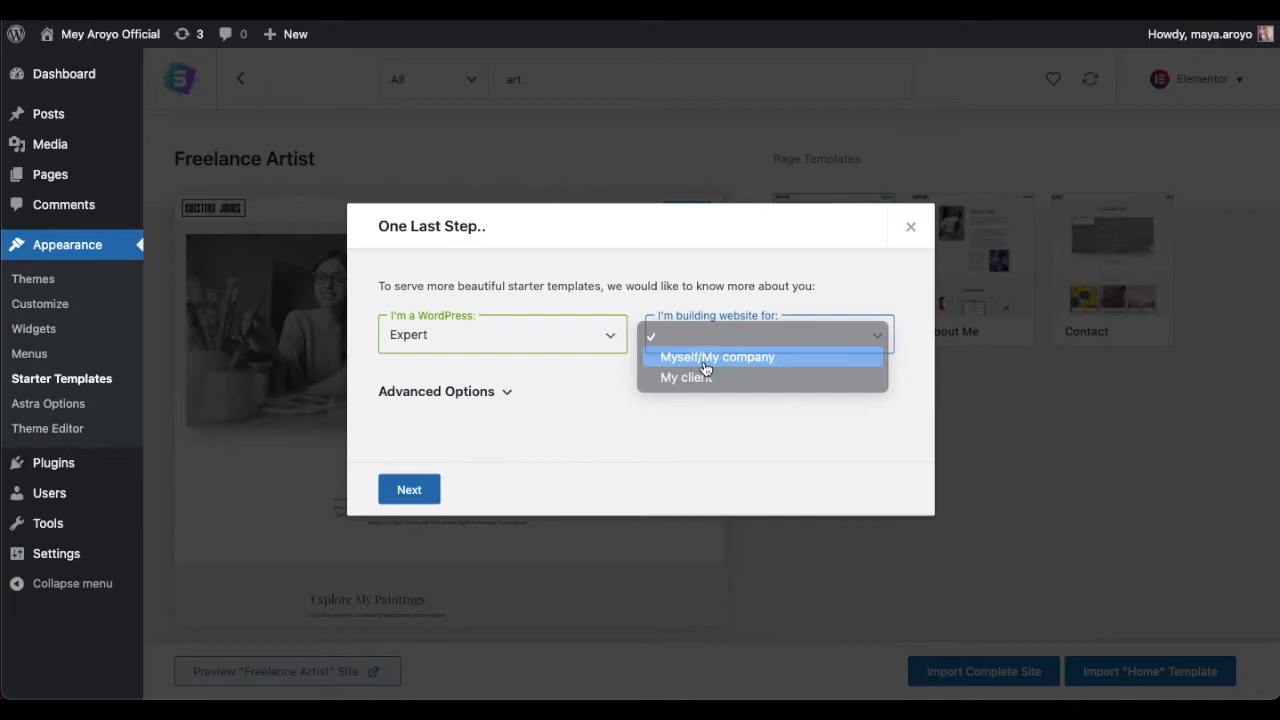 Mey Aroyo Official
3
0
New
Howdy, maya.aroyo
Dashboard
Posts
Media
Pages
Comments
Appearance
Themes
Customize
Widgets
Menus
Starter Templates
Astra Options
Theme Editor
Plugins
Users
Tools
Settings
Collapse menu
All
art
Elementor
Freelance Artist
Page Templates
One Last Step..
To serve more beautiful starter templates, we would like to know more about you:
I'm a WordPress:
Expert
I'm building website for:
Myself/My company
My client
Advanced Options
Next
About Me
out Me
Contact
Explore My Paintings
Preview "Freelance Artist" Site
Import Complete Site
Import "Home" Template